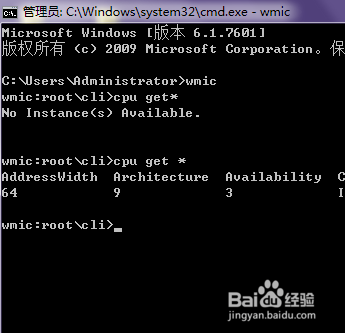 管理员: C:\Windows\system32\cmd.exe - wmic
Microsoft Windows [版本 6.1.7601]
版权所有 (c) 2009 Microsoft Corporation。保
C:\Users\Administrator>wmic
wmic:root\cli>cpu get*
No Instance(s) Available.
wmic:root\cli>cpu get *
AddressWidth Architecture Availability C
64 9 3 I
wmic:root\cli>_
Baidu经验
jingyan.baidu.com